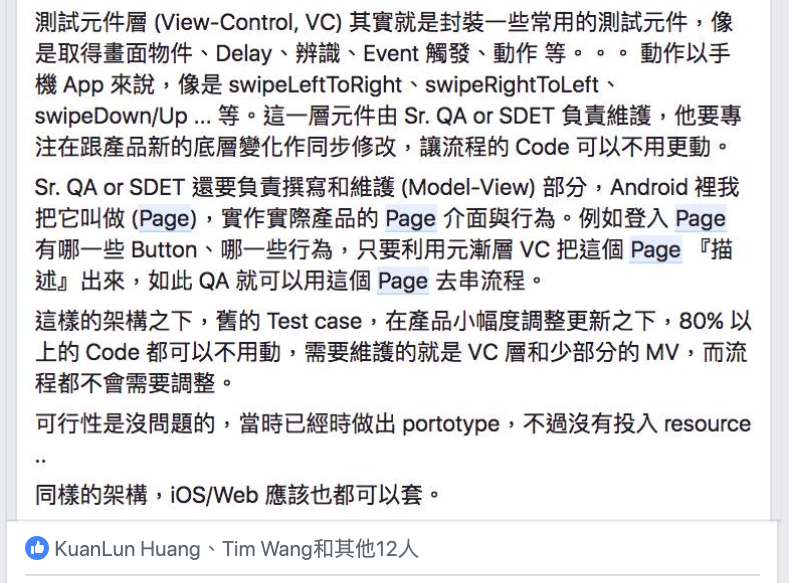 測試元件層 (View-Control, VC) 其實就是封裝一些常用的測試元件，像
是取得畫面物件、Delay、辨識、Event 觸發、動作 等。。。 動作以手
機 App 來說，像是 swipeLeftToRight、swipeRightToLeft、
swipeDown/Up ... 等。這一層元件由 Sr. QA or SDET 負責維護，他要專
注在跟產品新的底層變化作同步修改，讓流程的 Code 可以不用更動。
Sr. QA or SDET 還要負責撰寫和維護 (Model-View) 部分，Android 裡我
把它叫做 (Page)，實作實際產品的 Page 介面與行為。例如登入 Page
有哪一些 Button、哪一些行為，只要利用元漸層 VC 把這個 Page 『描
述』出來，如此 QA 就可以用這個 Page 去串流程。
這樣的架構之下，舊的 Test case，在產品小幅度調整更新之下，80% 以
上的 Code 都可以不用動，需要維護的就是 VC 層和少部分的 MV，而流
程都不會需要調整。
可行性是沒問題的，當時已經時做出 portotype，不過沒有投入 resource
..
同樣的架構，iOS/Web 應該也都可以套。
KuanLun Huang、Tim Wang和其他12人